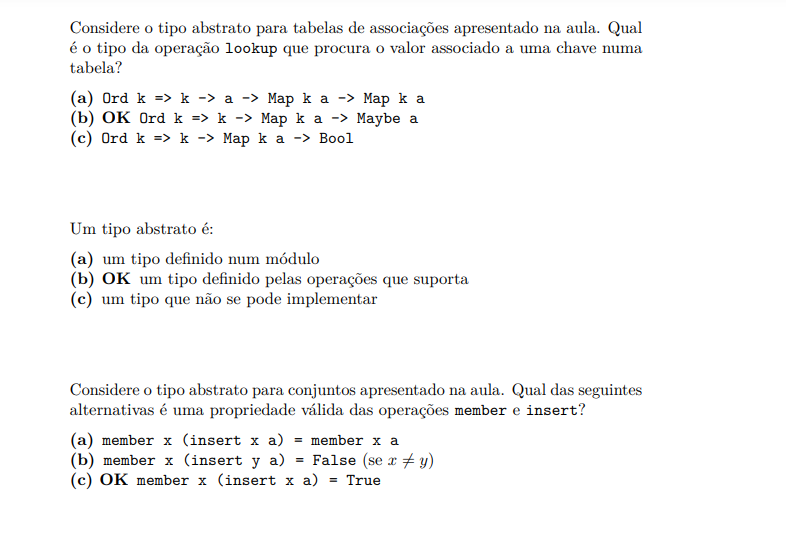 Considere o tipo abstrato para tabelas de associações apresentado na aula. Qual
é o tipo da operação lookup que procura o valor associado a uma chave numa
tabela?
(a) Ord k => k -> a -> Map k a -> Map k a
(b) OK Ord k => k -> Map k a -> Maybe a
(c) Ord k => k -> Map k a -> Bool
Um tipo abstrato é:
(a) um tipo definido num módulo
(b) OK um tipo definido pelas operações que suporta
(c) um tipo que não se pode implementar
Considere o tipo abstrato para conjuntos apresentado na aula. Qual das seguintes
alternativas é uma propriedade válida das operações member e insert?
(a) member x (insert x a) = member x a
(b) member x (insert y a) = False (se x ≠ y)
(c) OK member x (insert x a) = True